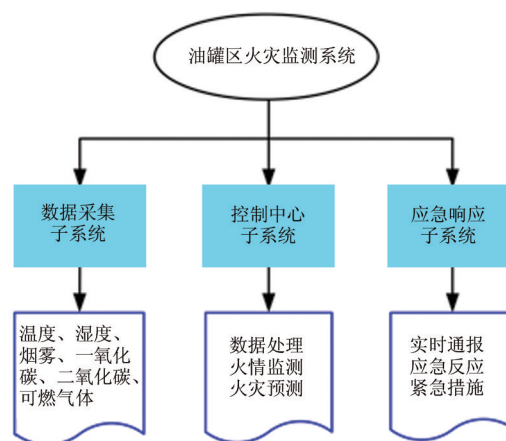 油罐区火灾监测系统
数据采集
子系统
控制中心
子系统
应急响应
子系统
温度、湿度、
烟雾、一氧化
碳、二氧化碳、
可燃气体
数据处理
火情监测
火灾预测
实时通报
应急反应
紧急措施